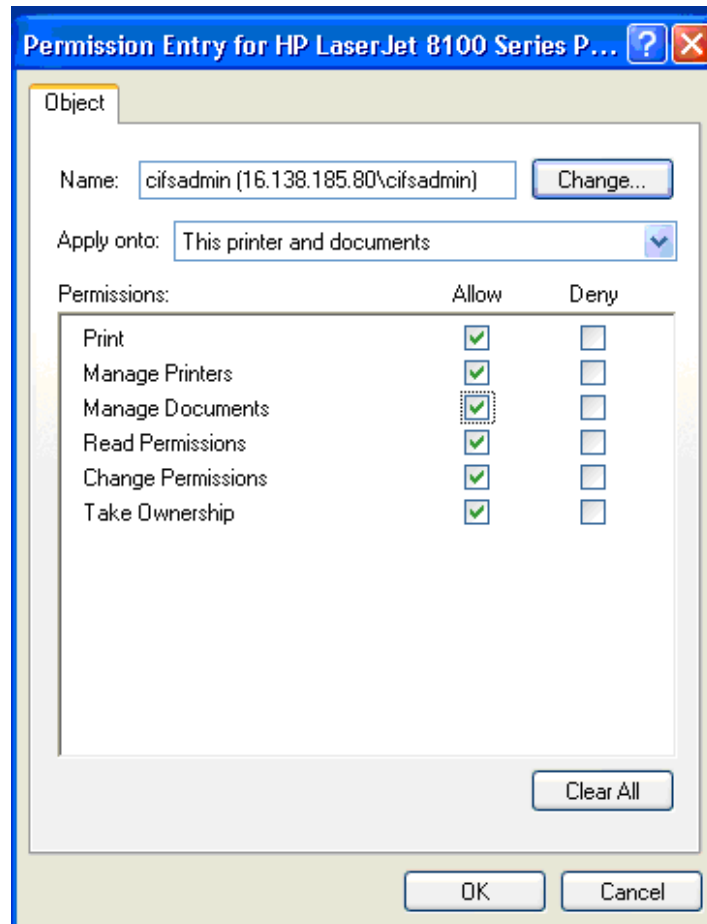 Permission Entry for HP LaserJet 8100 Series P... ?
Object
Name: cifsadmin (16.138.185.80\cifsadmin) Change...
Apply onto: This printer and documents
Permissions: Allow Deny
Print
Manage Printers
Manage Documents
Read Permissions
Change Permissions
Take Ownership
Clear All
OK Cancel